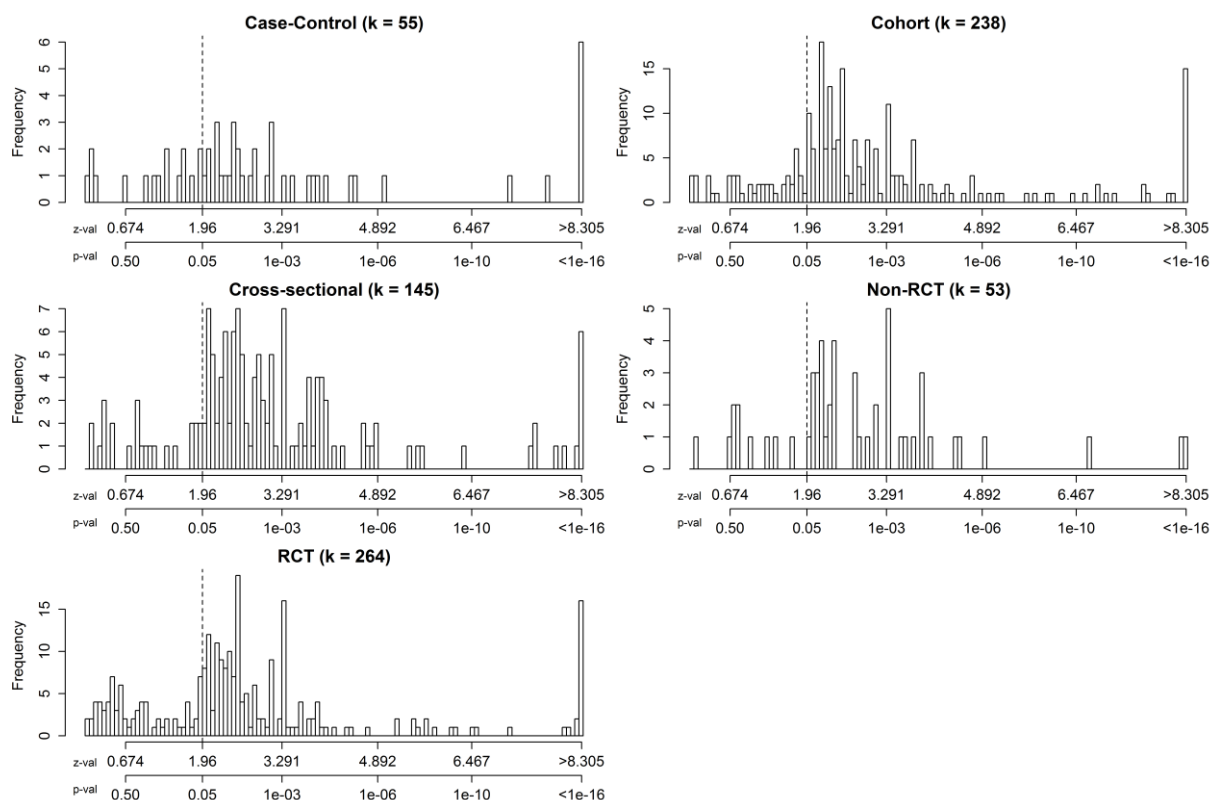 Case-Control (k = 55)
Frequency
0 1 2 3 4 5 6
z-val 0.674 1.96 3.291 4.892 6.467 >8.305
p-val 0.50 0.05 1e-03 1e-06 1e-10 <1e-16
Cohort (k = 238)
Frequency
0 5 10 15
z-val 0.674 1.96 3.291 4.892 6.467 >8.305
p-val 0.50 0.05 1e-03 1e-06 1e-10 <1e-16
Cross-sectional (k = 145)
Frequency
0 1 2 3 4 5 6 7
z-val 0.674 1.96 3.291 4.892 6.467 >8.305
p-val 0.50 0.05 1e-03 1e-06 1e-10 <1e-16
Non-RCT (k = 53)
Frequency
0 1 2 3 4 5
z-val 0.674 1.96 3.291 4.892 6.467 >8.305
p-val 0.50 0.05 1e-03 1e-06 1e-10 <1e-16
RCT (k = 264)
Frequency
0 5 10 15
z-val 0.674 1.96 3.291 4.892 6.467 >8.305
p-val 0.50 0.05 1e-03 1e-06 1e-10 <1e-16